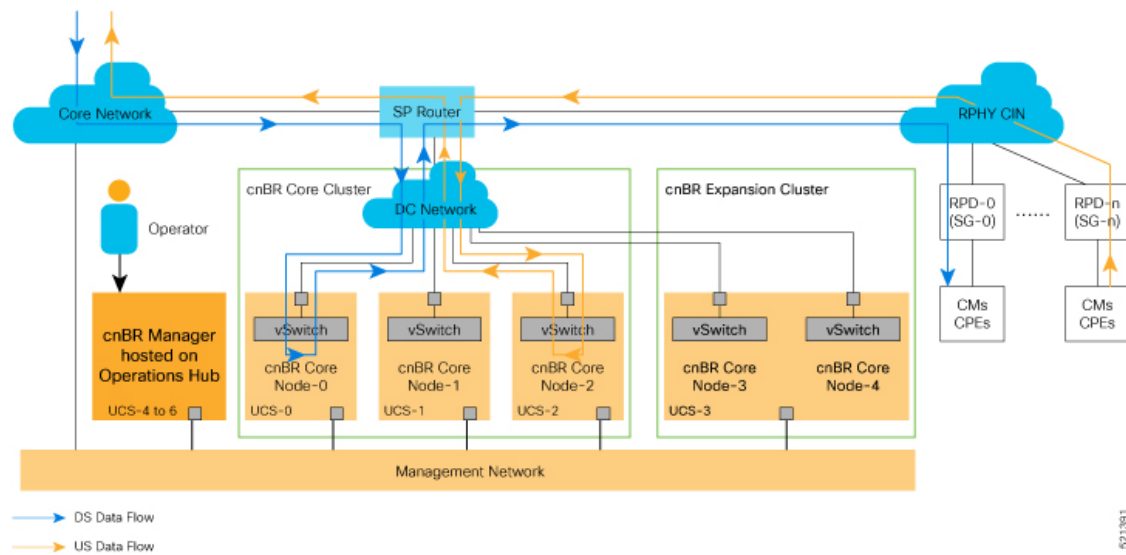 Core Network
SP Router
RPHY CIN
cnBR Core Cluster
DC Network
cnBR Expansion Cluster
Operator
RPD-0
(SG-0)
......
RPD-n
(SG-n)
cnBR Manager
hosted on
Operations Hub
UCS-4 to 6
vSwitch
cnBR Core
Node-0
UCS-0
vSwitch
cnBR Core
Node-1
UCS-1
vSwitch
cnBR Core
Node-2
UCS-2
vSwitch
cnBR Core
Node-3
vSwitch
cnBR Core
Node-4
UCS-3
CMs
CPEs
CMs
CPEs
Management Network
DS Data Flow
US Data Flow
521391